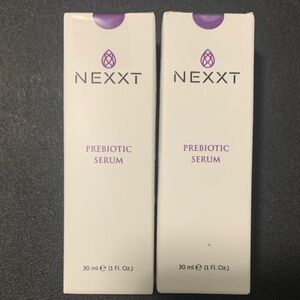 NEXXT
PREBIOTIC
SERUM
30 ml ℮ (1 Fl. Oz.)
NEXXT
PREBIOTIC
SERUM
30 ml ℮ (1 Fl. Oz.)